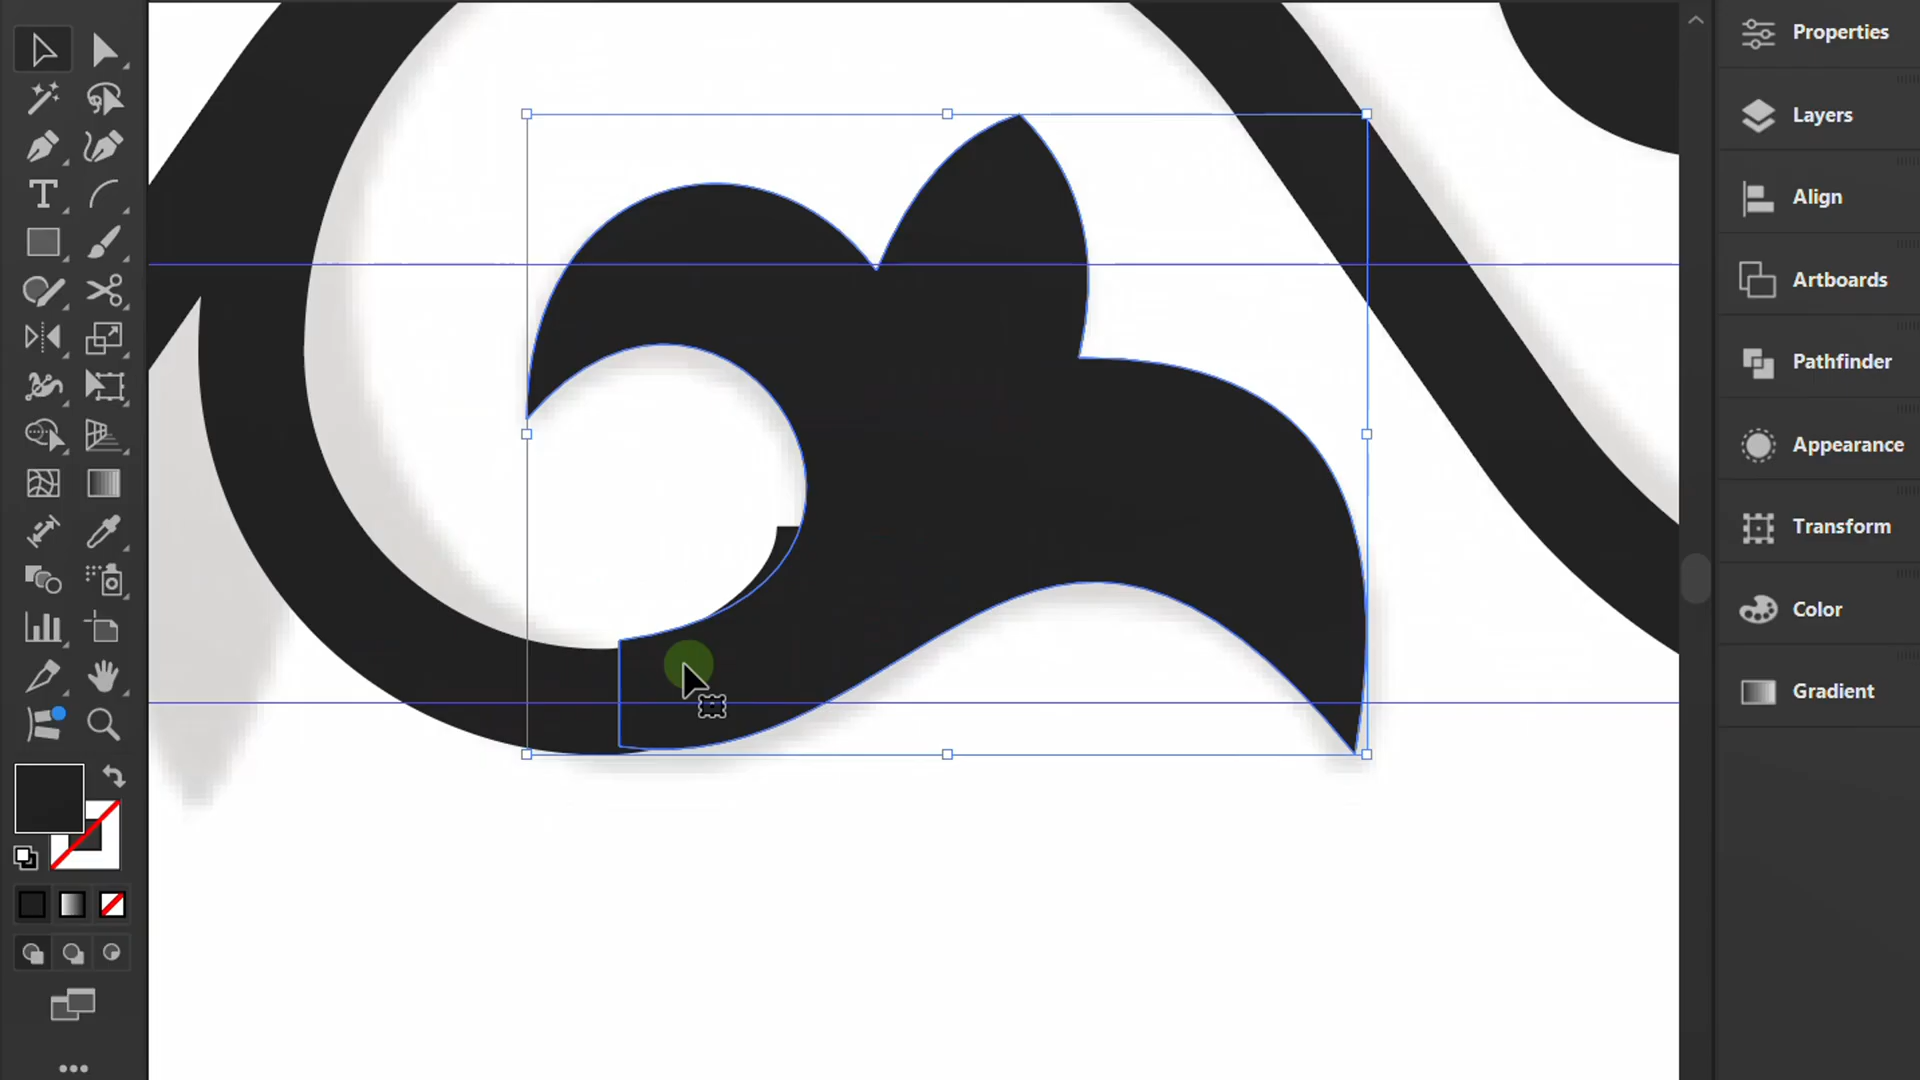 Properties
Layers
Align
Artboards
Pathfinder
Appearance
Transform
Color
Gradient